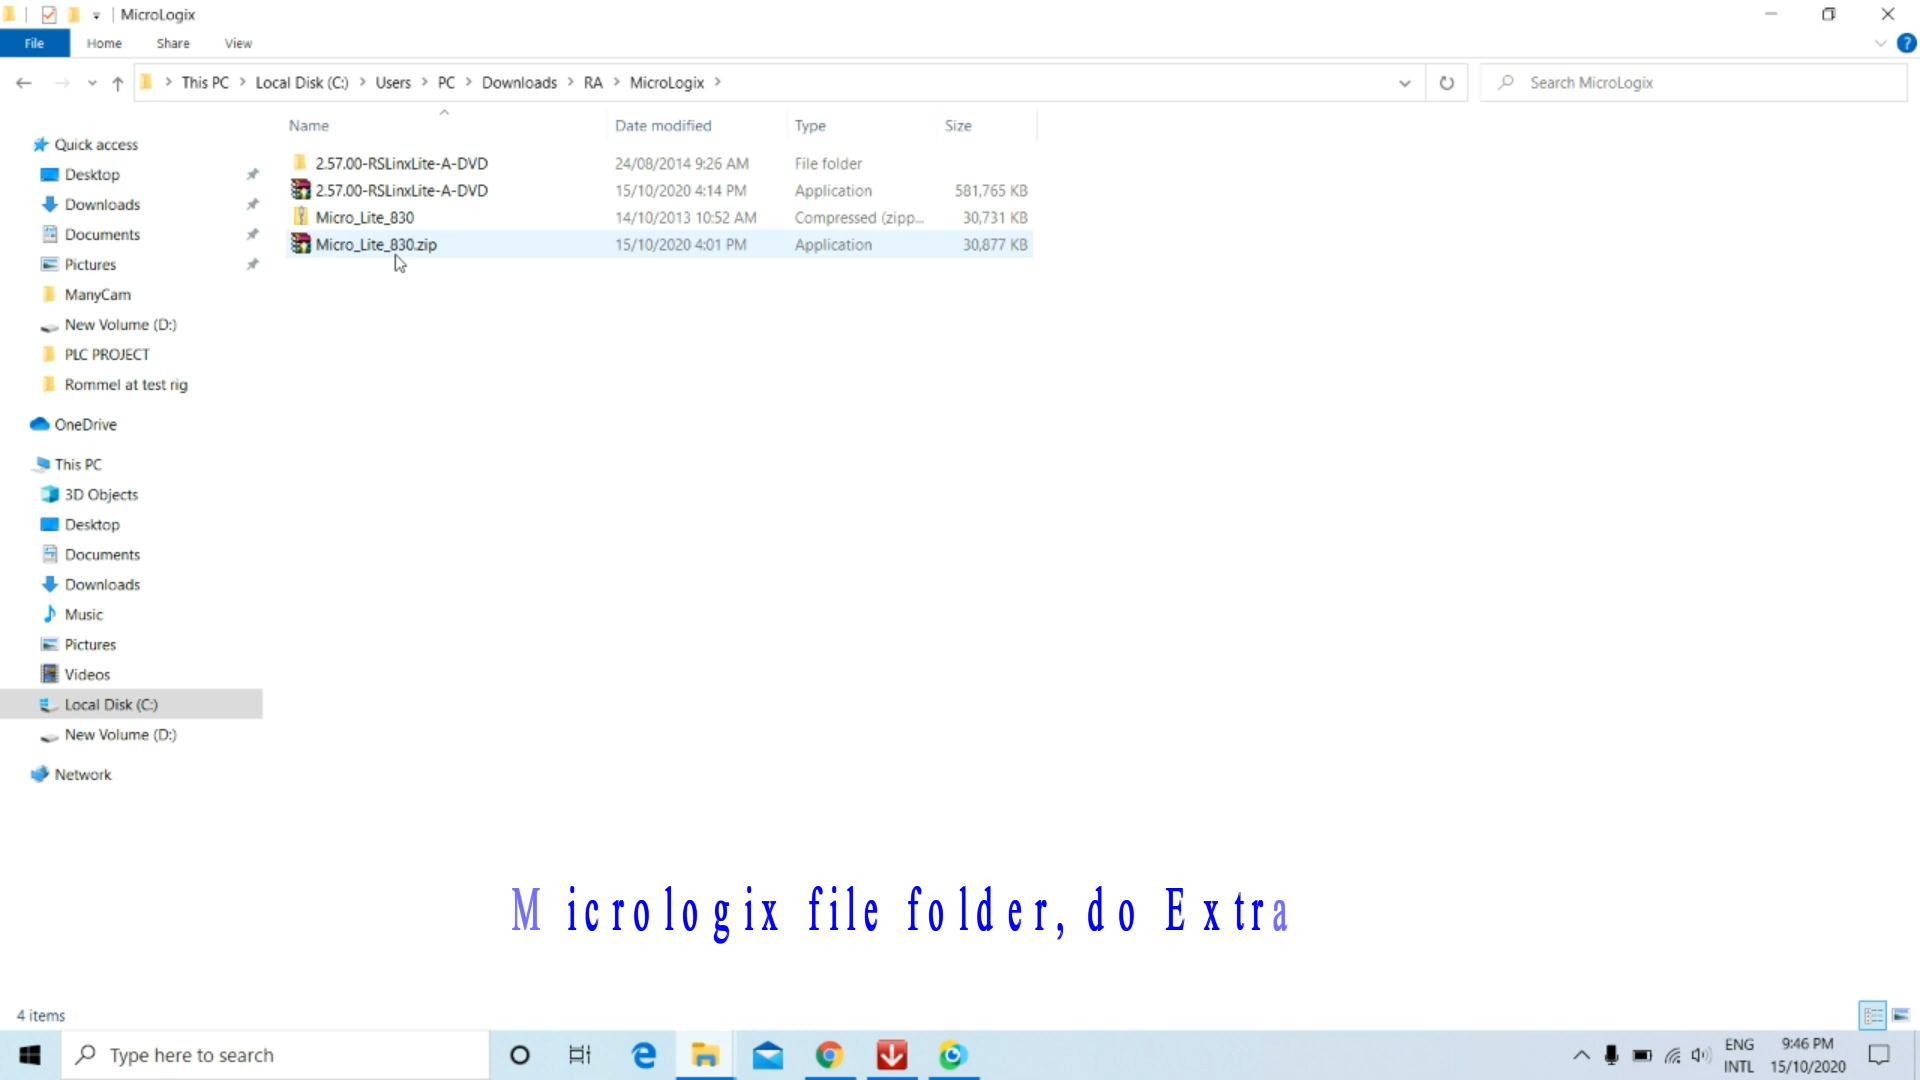 MicroLogix
File Home Share View
This PC Local Disk (C:) Users PC Downloads RA MicroLogix
Search MicroLogix
Name Date modified Type Size
2.57.00-RSLinxLite-A-DVD 24/08/2014 9:26 AM File folder
2.57.00-RSLinxLite-A-DVD 15/10/2020 4:14 PM Application 581,765 KB
Micro_Lite_830 14/10/2013 10:52 AM Compressed (zipp... 30,731 KB
Micro_Lite_830.zip 15/10/2020 4:01 PM Application 30,877 KB
Quick access
Desktop
Downloads
Documents
Pictures
ManyCam
New Volume (D:)
PLC PROJECT
Rommel at test rig
OneDrive
This PC
3D Objects
Desktop
Documents
Downloads
Music
Pictures
Videos
Local Disk (C:)
New Volume (D:)
Network
Micrologix file folder, do Extra
4 items
Type here to search
ENG
INTL
9:46 PM
15/10/2020